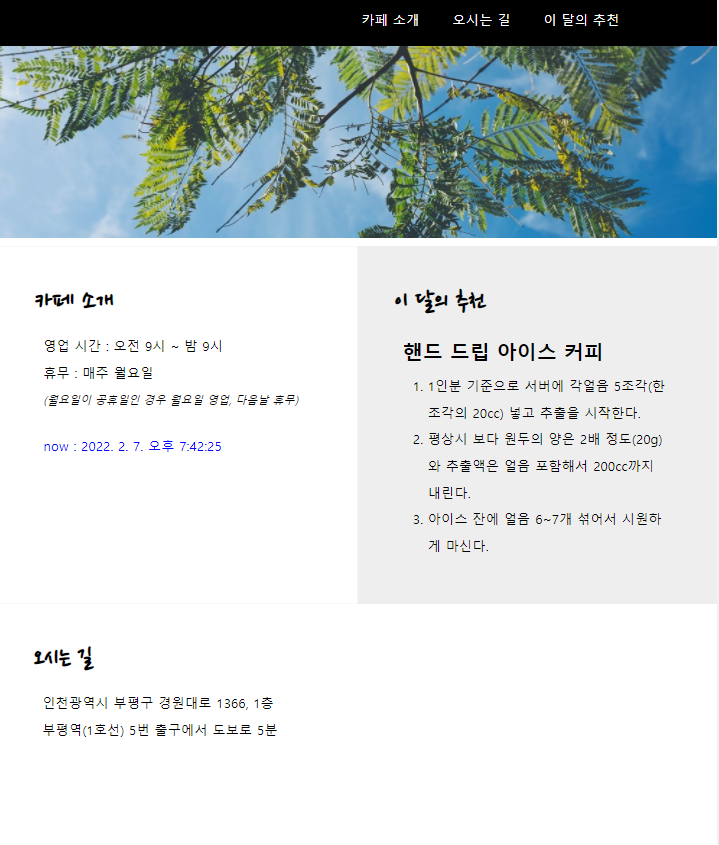 카페 소개 오시는 길 이 달의 추천
카페 소개
영업 시간 : 오전 9시 ~ 밤 9시
휴무 : 매주 월요일
(월요일이 공휴일인 경우 월요일 영업, 다음날 휴무)
now : 2022. 2. 7. 오후 7:42:25
이 달의 추천
핸드 드립 아이스 커피
1. 1인분 기준으로 서버에 각얼음 5조각(한
조각의 20cc) 넣고 추출을 시작한다.
2. 평상시 보다 원두의 양은 2배 정도(20g)
와 추출액은 얼음 포함해서 200cc까지
내린다.
3. 아이스 잔에 얼음 6~7개 섞어서 시원하
게 마신다.
오시는 길
인천광역시 부평구 경원대로 1366, 1층
부평역(1호선) 5번 출구에서 도보로 5분